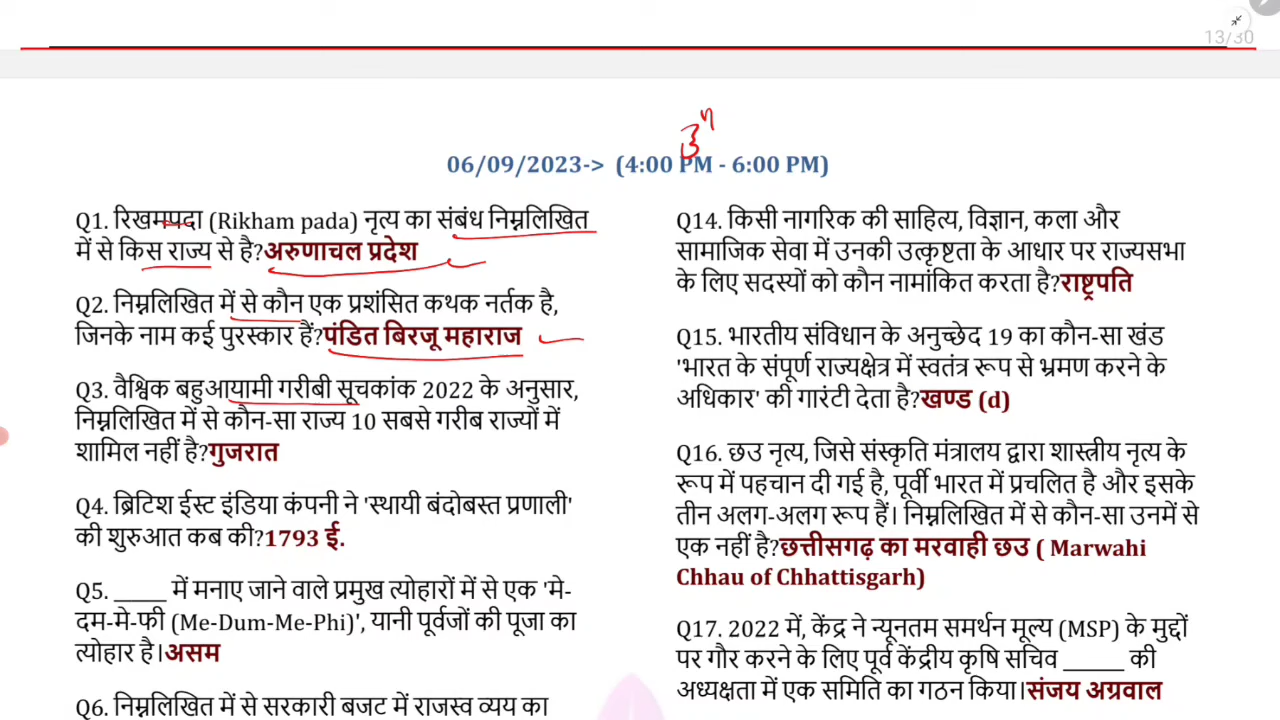 13/30
3rd
06/09/2023-> (4:00 PM - 6:00 PM)
Q1. रिखमपदा (Rikham pada) नृत्य का संबंध निम्नलिखित
में से किस राज्य से है?अरुणाचल प्रदेश
Q2. निम्नलिखित में से कौन एक प्रशंसित कथक नर्तक है,
जिनके नाम कई पुरस्कार हैं?पंडित बिरजू महाराज
Q3. वैश्विक बहुआयामी गरीबी सूचकांक 2022 के अनुसार,
निम्नलिखित में से कौन-सा राज्य 10 सबसे गरीब राज्यों में
शामिल नहीं है?गुजरात
Q4. ब्रिटिश ईस्ट इंडिया कंपनी ने 'स्थायी बंदोबस्त प्रणाली'
की शुरुआत कब की?1793 ई.
Q5. _____ में मनाए जाने वाले प्रमुख त्योहारों में से एक 'मे-
दम-मे-फी (Me-Dum-Me-Phi)', यानी पूर्वजों की पूजा का
त्योहार है।असम
Q6. निम्नलिखित में से सरकारी बजट में राजस्व व्यय का
Q14. किसी नागरिक की साहित्य, विज्ञान, कला और
सामाजिक सेवा में उनकी उत्कृष्टता के आधार पर राज्यसभा
के लिए सदस्यों को कौन नामांकित करता है?राष्ट्रपति
Q15. भारतीय संविधान के अनुच्छेद 19 का कौन-सा खंड
'भारत के संपूर्ण राज्यक्षेत्र में स्वतंत्र रूप से भ्रमण करने के
अधिकार' की गारंटी देता है?खण्ड (d)
Q16. छउ नृत्य, जिसे संस्कृति मंत्रालय द्वारा शास्त्रीय नृत्य के
रूप में पहचान दी गई है, पूर्वी भारत में प्रचलित है और इसके
तीन अलग-अलग रूप हैं। निम्नलिखित में से कौन-सा उनमें से
एक नहीं है?छत्तीसगढ़ का मरवाही छउ ( Marwahi
Chhau of Chhattisgarh)
Q17. 2022 में, केंद्र ने न्यूनतम समर्थन मूल्य (MSP) के मुद्दों
पर गौर करने के लिए पूर्व केंद्रीय कृषि सचिव ______ की
अध्यक्षता में एक समिति का गठन किया।संजय अग्रवाल